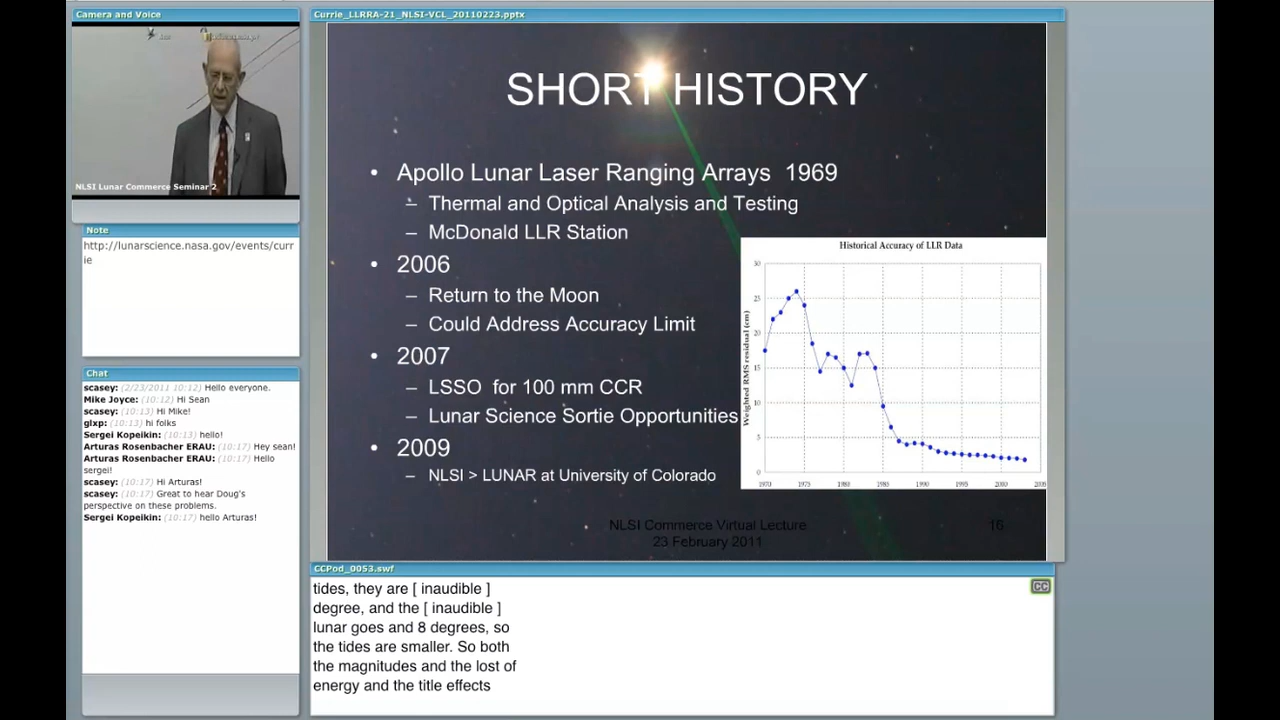 Camera and Voice
NLSI Lunar Commerce Seminar 2
Note
http://lunarscience.nasa.gov/events/curr
ie
Chat
scasey: (2/23/2011 10:12) Hello everyone.
Mike Joyce: (10:12) Hi Sean
scasey: (10:13) Hi Mike!
glxp: (10:13) hi folks
Sergei Kopeikin: (10:13) hello!
Arturas Rosenbacher ERAU: (10:17) Hey sean!
Arturas Rosenbacher ERAU: (10:17) Hello
sergei!
scasey: (10:17) Hi Arturas!
scasey: (10:17) Great to hear Doug's
perspective on these problems.
Sergei Kopeikin: (10:17) hello Arturas!
Currie_LLRRA-21_NLSI-VCL_20110223.pptx
SHORT HISTORY
• Apollo Lunar Laser Ranging Arrays 1969
– Thermal and Optical Analysis and Testing
– McDonald LLR Station
• 2006
– Return to the Moon
– Could Address Accuracy Limit
• 2007
– LSSO for 100 mm CCR
– Lunar Science Sortie Opportunities
• 2009
– NLSI > LUNAR at University of Colorado
Historical Accuracy of LLR Data
Weighted RMS residual (cm)
30
25
20
15
10
5
0
1970 1975 1980 1985 1990 1995 2000 2005
NLSI Commerce Virtual Lecture
23 February 2011
16
CCPod_0053.swf
CC
tides, they are [ inaudible ]
degree, and the [ inaudible ]
lunar goes and 8 degrees, so
the tides are smaller. So both
the magnitudes and the lost of
energy and the title effects